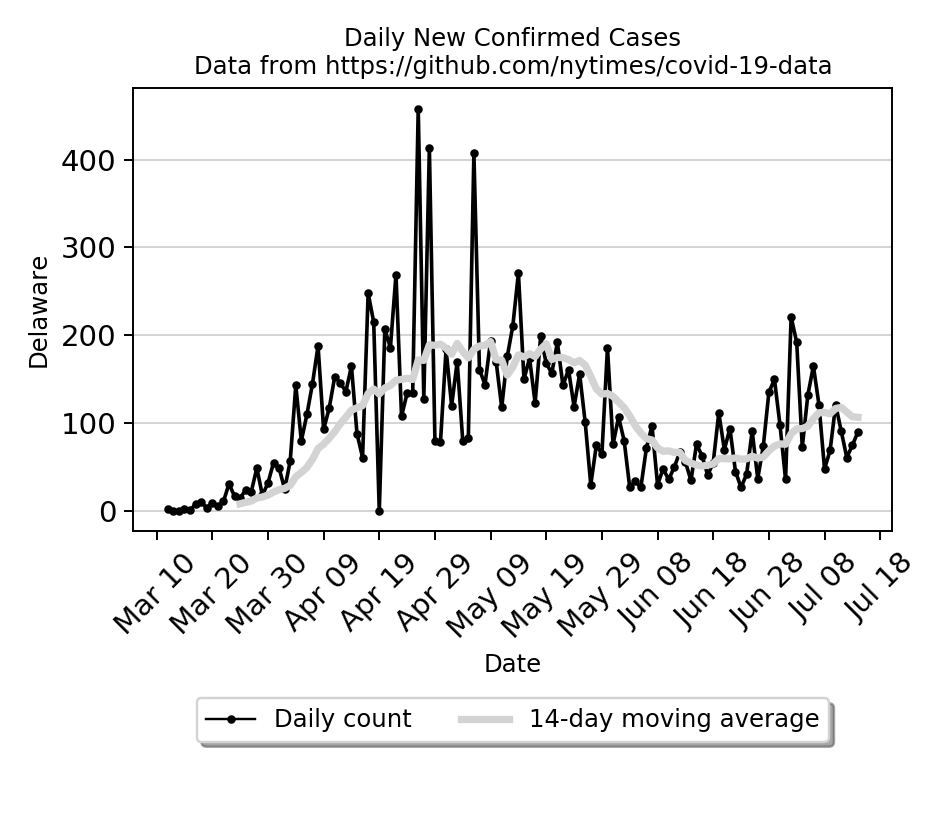 Daily New Confirmed Cases
Data from https://github.com/nytimes/covid-19-data
Delaware
400
300
200
100
0
Mar 10
Mar 20
Mar 30
Apr 09
Apr 19
Apr 29
May 09
May 19
May 29
Jun 08
Jun 18
Jun 28
Jul 08
Jul 18
Date
Daily count
14-day moving average